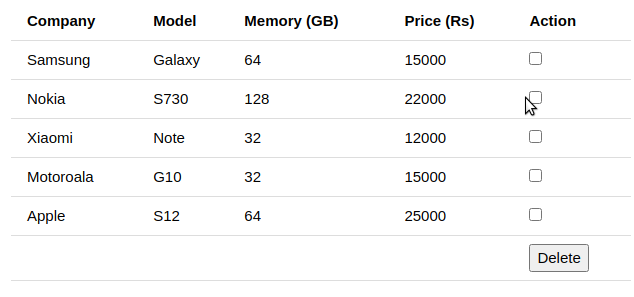 Company Model Memory (GB) Price (Rs) Action
Samsung Galaxy 64 15000
Nokia S730 128 22000
Xiaomi Note 32 12000
Motoroala G10 32 15000
Apple S12 64 25000
Delete